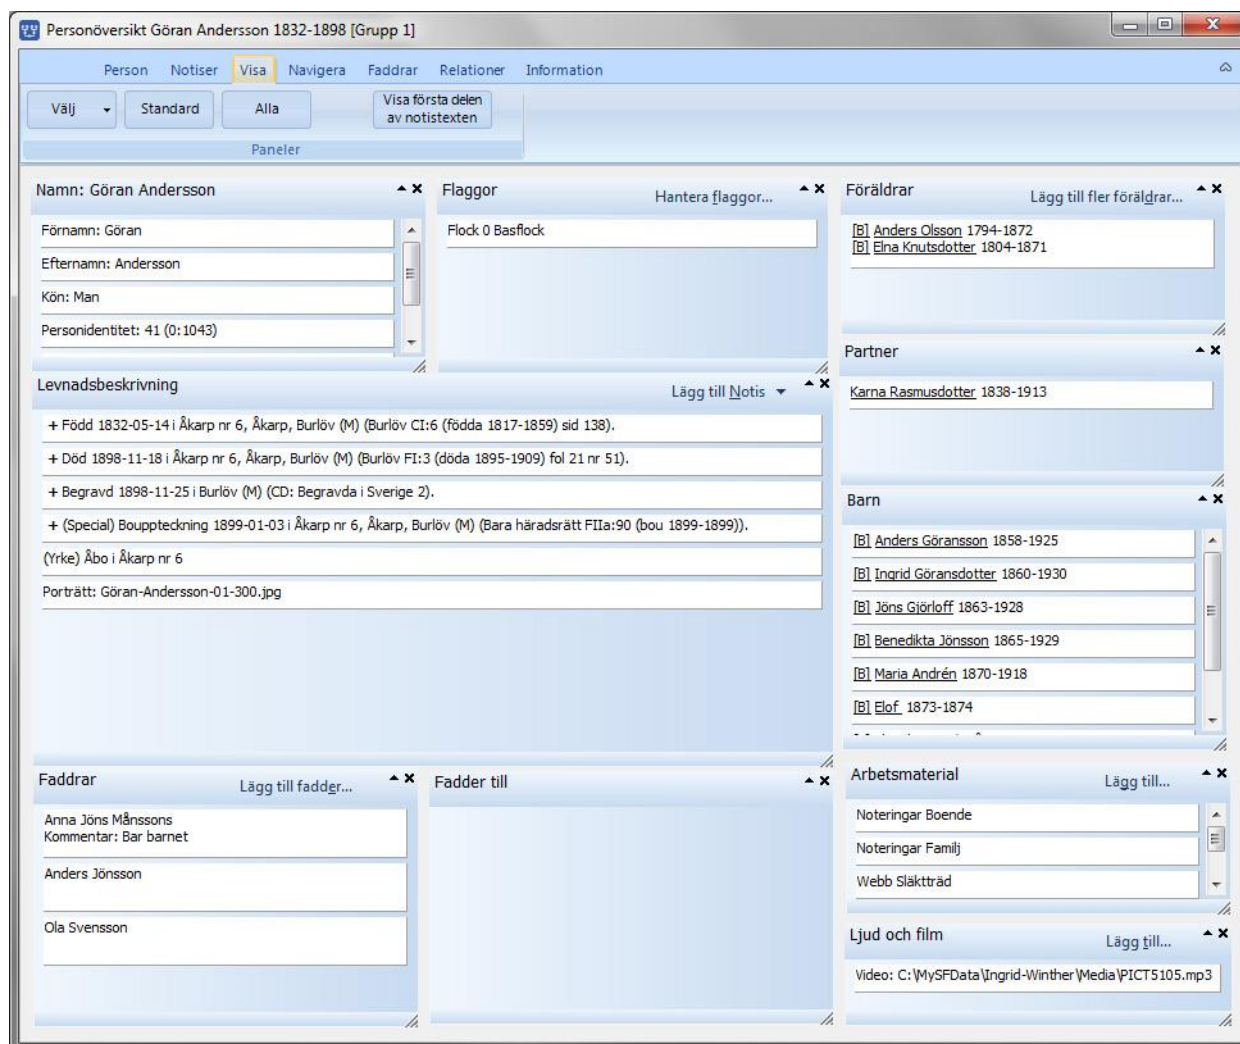 Personöversikt Göran Andersson 1832-1898 [Grupp 1]
Person Notiser Visa Navigera Faddrar Relationer Information
Välj Standard Alla
Visa första delen
av notistexten
Paneler
Namn: Göran Andersson
Förnamn: Göran
Efternamn: Andersson
Kön: Man
Personidentitet: 41 (0:1043)
Flaggor
Hantera flaggor...
Flock 0 Basflock
Föräldrar
Lägg till fler föräldrar...
[B] Anders Olsson 1794-1872
[B] Elna Knutsdotter 1804-1871
Partner
Karna Rasmusdotter 1838-1913
Levnadsbeskrivning
Lägg till Notis
+ Född 1832-05-14 i Åkarp nr 6, Åkarp, Burlöv (M) (Burlöv CI:6 (födda 1817-1859) sid 138).
+ Död 1898-11-18 i Åkarp nr 6, Åkarp, Burlöv (M) (Burlöv FI:3 (döda 1895-1909) fol 21 nr 51).
+ Begravd 1898-11-25 i Burlöv (M) (CD: Begravda i Sverige 2).
+ (Special) Bouppteckning 1899-01-03 i Åkarp nr 6, Åkarp, Burlöv (M) (Bara häradsrätt FIIa:90 (bou 1899-1899)).
(Yrke) Åbo i Åkarp nr 6
Porträtt: Göran-Andersson-01-300.jpg
Barn
[B] Anders Göransson 1858-1925
[B] Ingrid Göransdotter 1860-1930
[B] Jöns Gjörloff 1863-1928
[B] Benedikta Jönsson 1865-1929
[B] Maria Andrén 1870-1918
[B] Elof 1873-1874
Faddrar
Lägg till fadder...
Anna Jöns Månssons
Kommentar: Bar barnet
Anders Jönsson
Ola Svensson
Fadder till
Arbetsmaterial
Lägg till...
Noteringar Boende
Noteringar Familj
Webb Släktträd
Ljud och film
Lägg till...
Video: C:\MySFData\Ingrid-Winther\Media\PICT5105.mp3